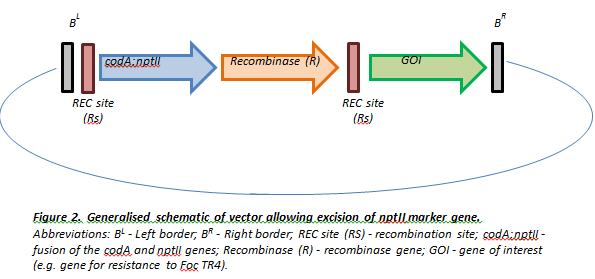 B^L B^R
codA:nptII Recombinase (R) GOI
REC site REC site
(Rs) (Rs)
Figure 2. Generalised schematic of vector allowing excision of nptII marker gene.
Abbreviations: B^L - Left border; B^R - Right border; REC site (RS) - recombination site; codA:nptII -
fusion of the codA and nptII genes; Recombinase (R) - recombinase gene; GOI - gene of interest
(e.g. gene for resistance to Foc TR4).